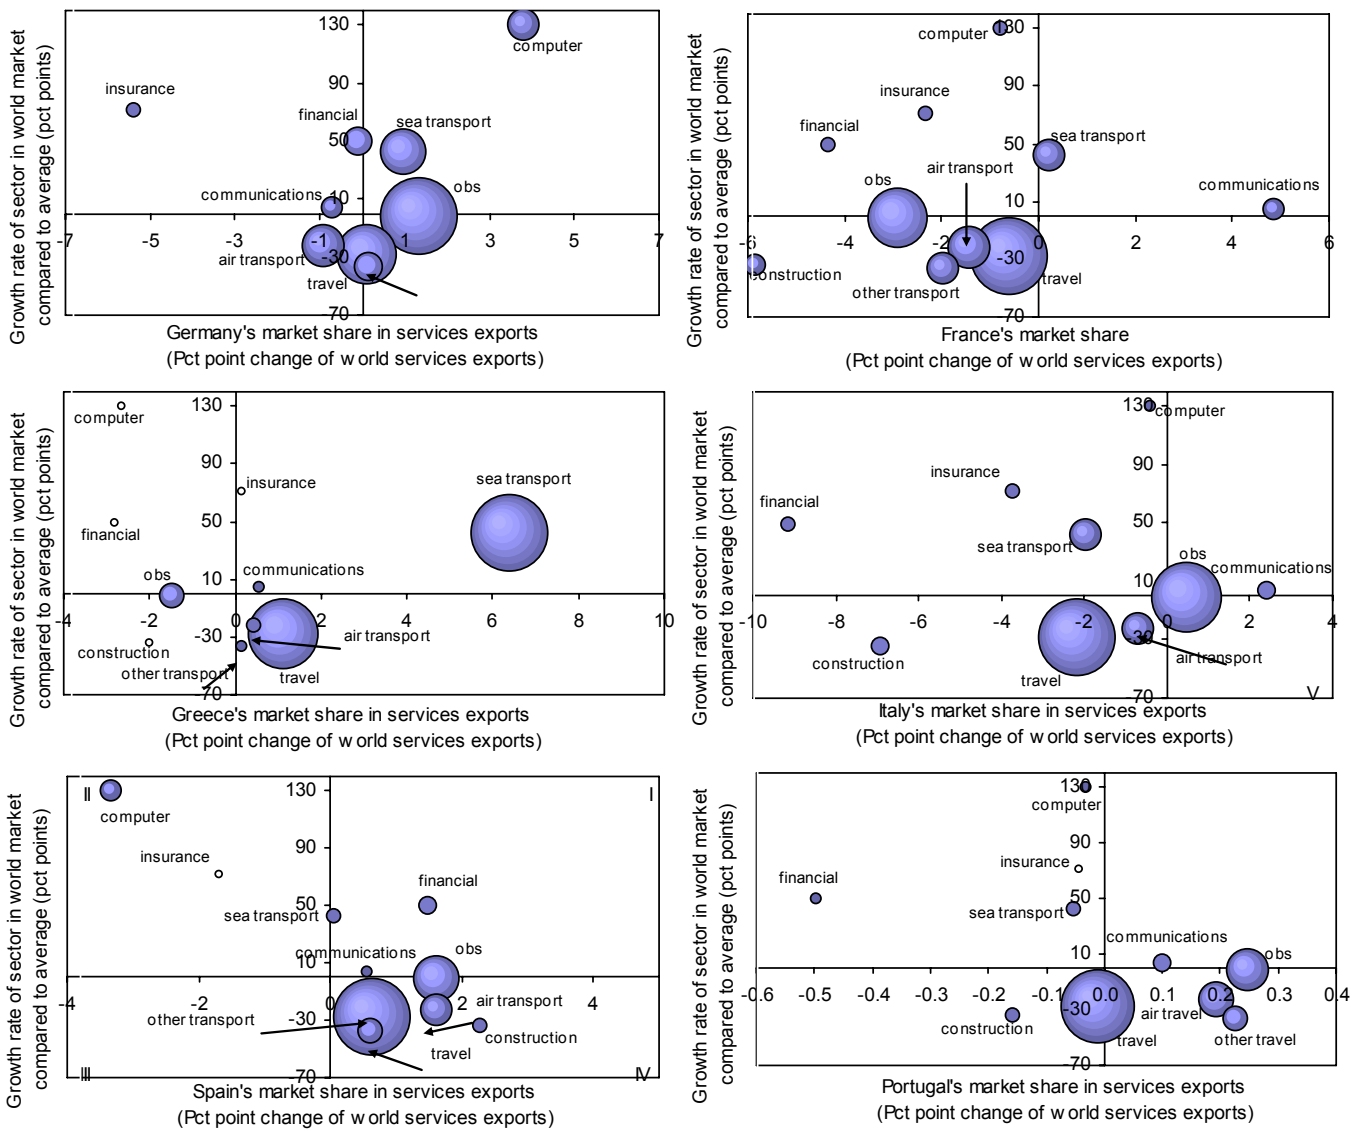 Growth rate of sector in world market
compared to average (pct points)
130
90
50
10
-30
-70
-7
-5
-3
-1
1
3
5
7
computer
insurance
financial
sea transport
communications
obs
air transport
travel
Germany's market share in services exports
(Pct point change of world services exports)
Growth rate of sector in world market
compared to average (pct points)
130
90
50
10
-30
-70
-6
-4
-2
0
2
4
6
computer
insurance
financial
sea transport
air transport
obs
communications
construction
other transport
travel
France's market share
(Pct point change of world services exports)
Growth rate of sector in world market
compared to average (pct points)
130
90
50
10
-30
-70
-4
-2
0
2
4
6
8
10
computer
insurance
sea transport
financial
obs
communications
construction
air transport
other transport
travel
Greece's market share in services exports
(Pct point change of world services exports)
Growth rate of sector in world market
compared to average (pct points)
130
90
50
10
-30
-70
-10
-8
-6
-4
-2
0
2
4
computer
insurance
financial
sea transport
obs
communications
construction
air transport
travel
V
Italy's market share in services exports
(Pct point change of world services exports)
Growth rate of sector in world market
compared to average (pct points)
130
90
50
10
-30
-70
-4
-2
0
2
4
II
I
III
IV
computer
insurance
financial
sea transport
communications
obs
other transport
air transport
construction
travel
Spain's market share in services exports
(Pct point change of world services exports)
Growth rate of sector in world market
compared to average (pct points)
130
90
50
10
-30
-70
-0.6
-0.5
-0.4
-0.3
-0.2
-0.1
0.0
0.1
0.2
0.3
0.4
computer
insurance
financial
sea transport
communications
obs
construction
air travel
travel
other travel
Portugal's market share in services exports
(Pct point change of world services exports)